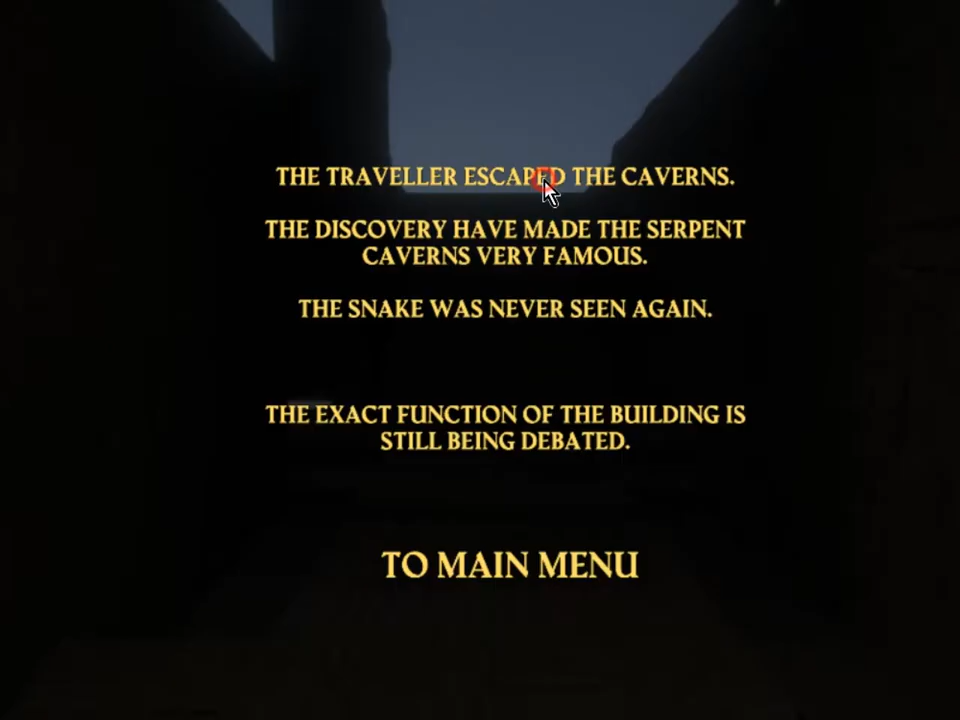 THE TRAVELLER ESCAPED THE CAVERNS.
THE DISCOVERY HAVE MADE THE SERPENT
CAVERNS VERY FAMOUS.
THE SNAKE WAS NEVER SEEN AGAIN.
THE EXACT FUNCTION OF THE BUILDING IS
STILL BEING DEBATED.
TO MAIN MENU